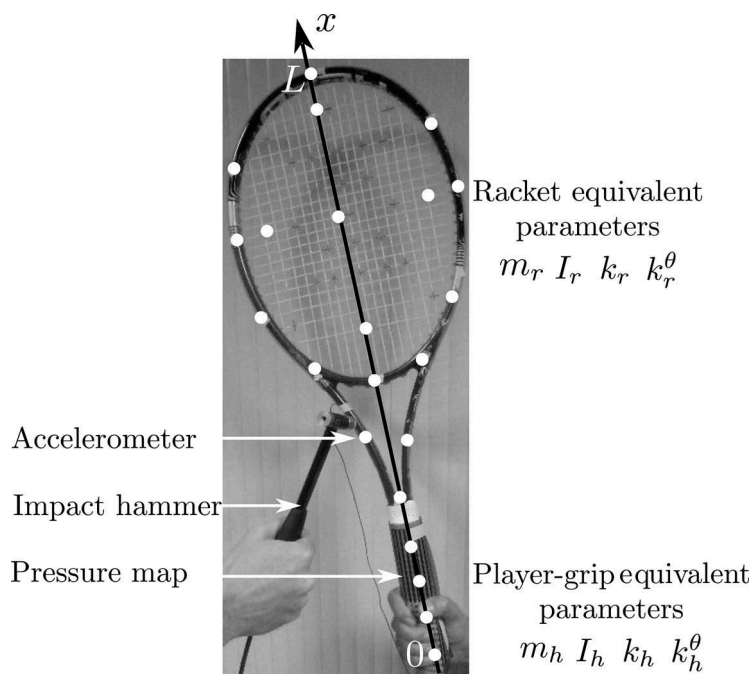 x
L
Racket equivalent
parameters
m_r I_r k_r k_r^θ
Accelerometer
Impact hammer
Pressure map
Player-grip equivalent
parameters
0
m_h I_h k_h k_h^θ